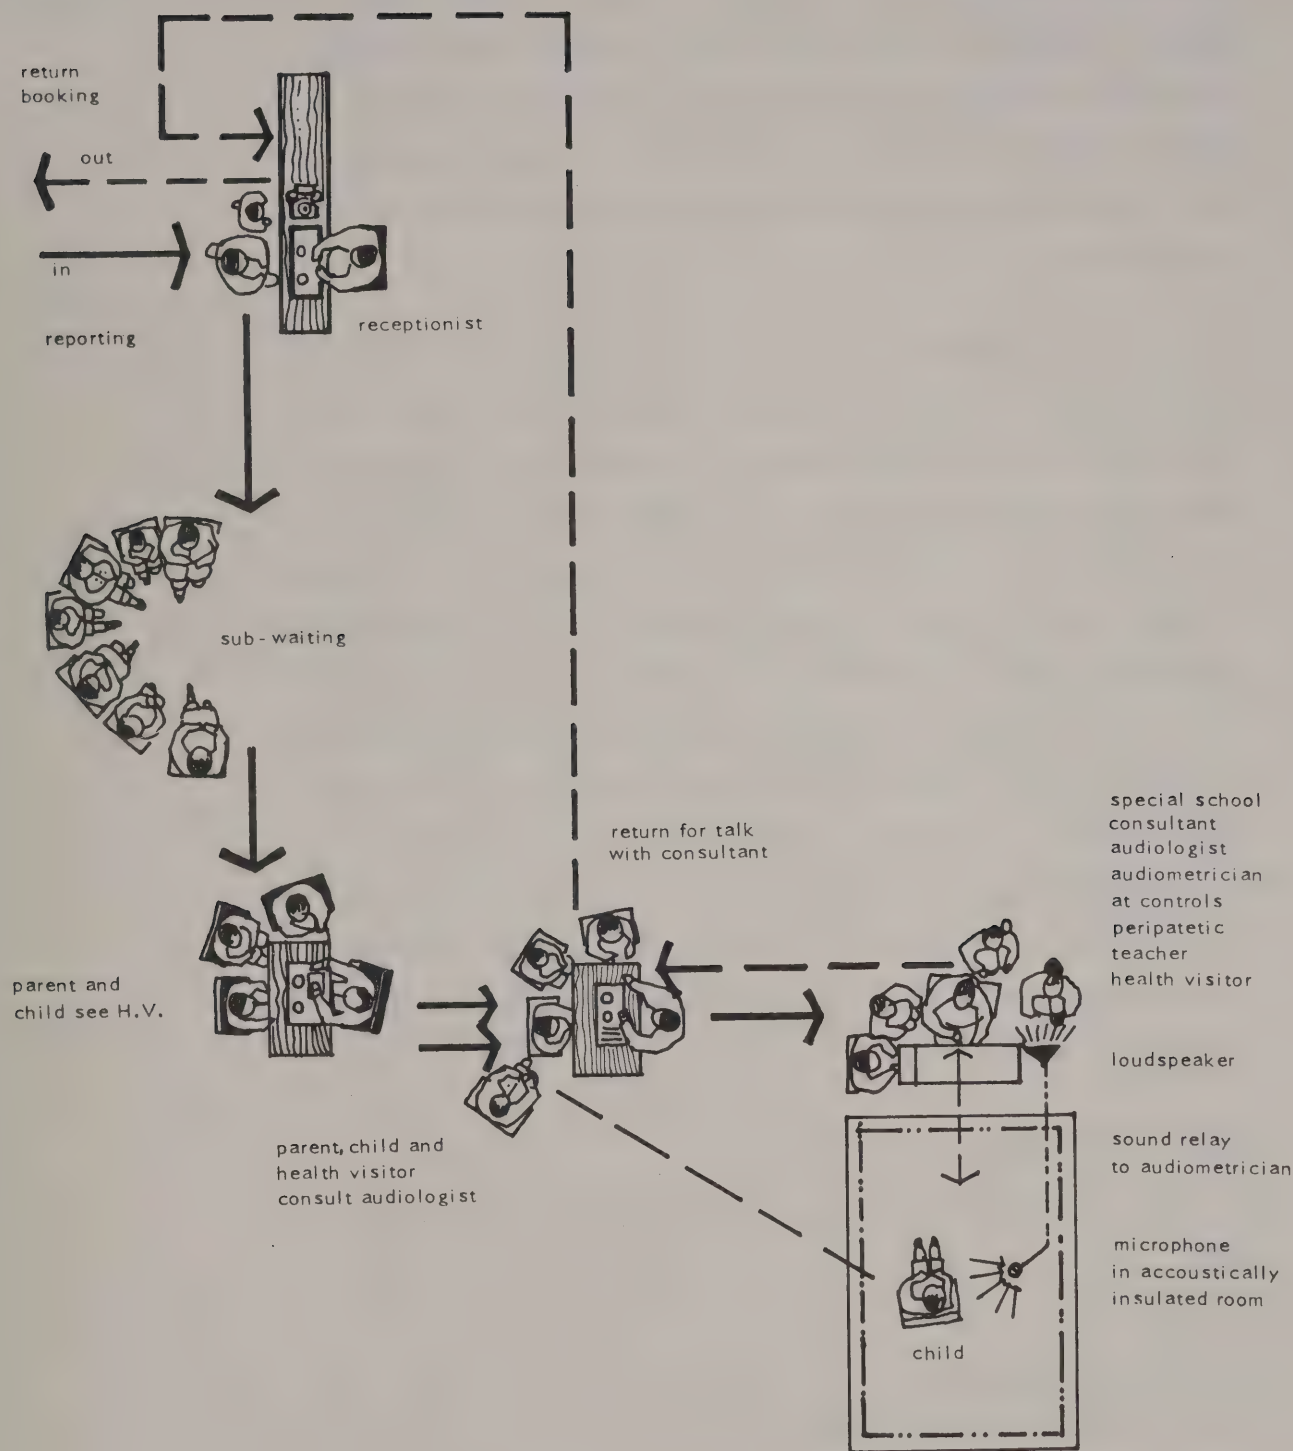 return
booking
out
in
reporting
receptionist
sub-waiting
parent and
child see H.V.
parent, child and
health visitor
consult audiologist
return for talk
with consultant
special school
consultant
audiologist
audiometrician
at controls
peripatetic
teacher
health visitor
loudspeaker
sound relay
to audiometrician
microphone
in accoustically
insulated room
child